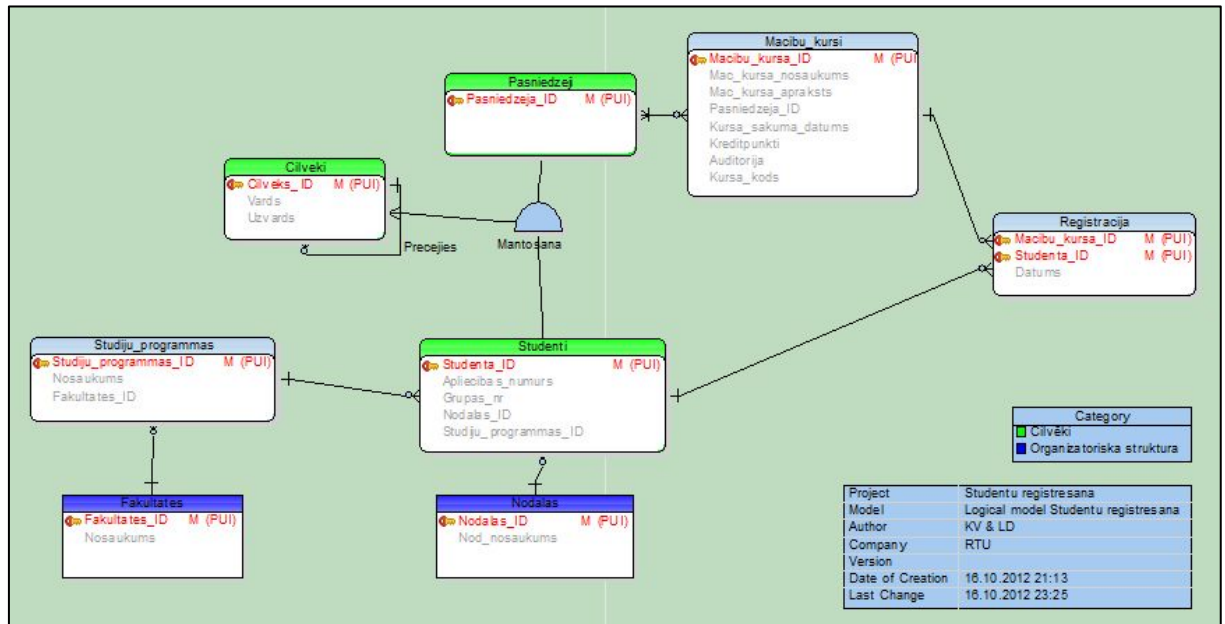 Macibu_kursi
Macibu_kursa_ID M (PUI
Mac_kursa_nosaukums
Mac_kursa_apraksts
Pasniedzeja_ID
Kursa_sakuma_datums
Kreditpunkti
Auditorija
Kursa_kods
Pasniedzeji
Pasniedzeja_ID M (PUI)
Cilveki
Cilveks_ID M (PUI)
Vards
Uzvards
Precejies
Mantosana
Registracija
Macibu_kursa_ID M (PUI)
Studenta_ID M (PUI)
Datums
Studiju_programmas
Studiju_programmas_ID M (PUI)
Nosaukums
Fakultates_ID
Studenti
Studenta_ID M (PUI)
Apliecibas_numurs
Grupas_nr
Nodalas_ID
Studiju_programmas_ID
Category
Cilvēki
Organizatoriska struktura
Fakultates
Fakultates_ID M (PUI)
Nosaukums
Nodalas
Nodalas_ID M (PUI)
Nod_nosaukums
Project Studentu registresana
Model Logical model Studentu registresana
Author KV & LD
Company RTU
Version
Date of Creation 16.10.2012 21:13
Last Change 16.10.2012 23:25